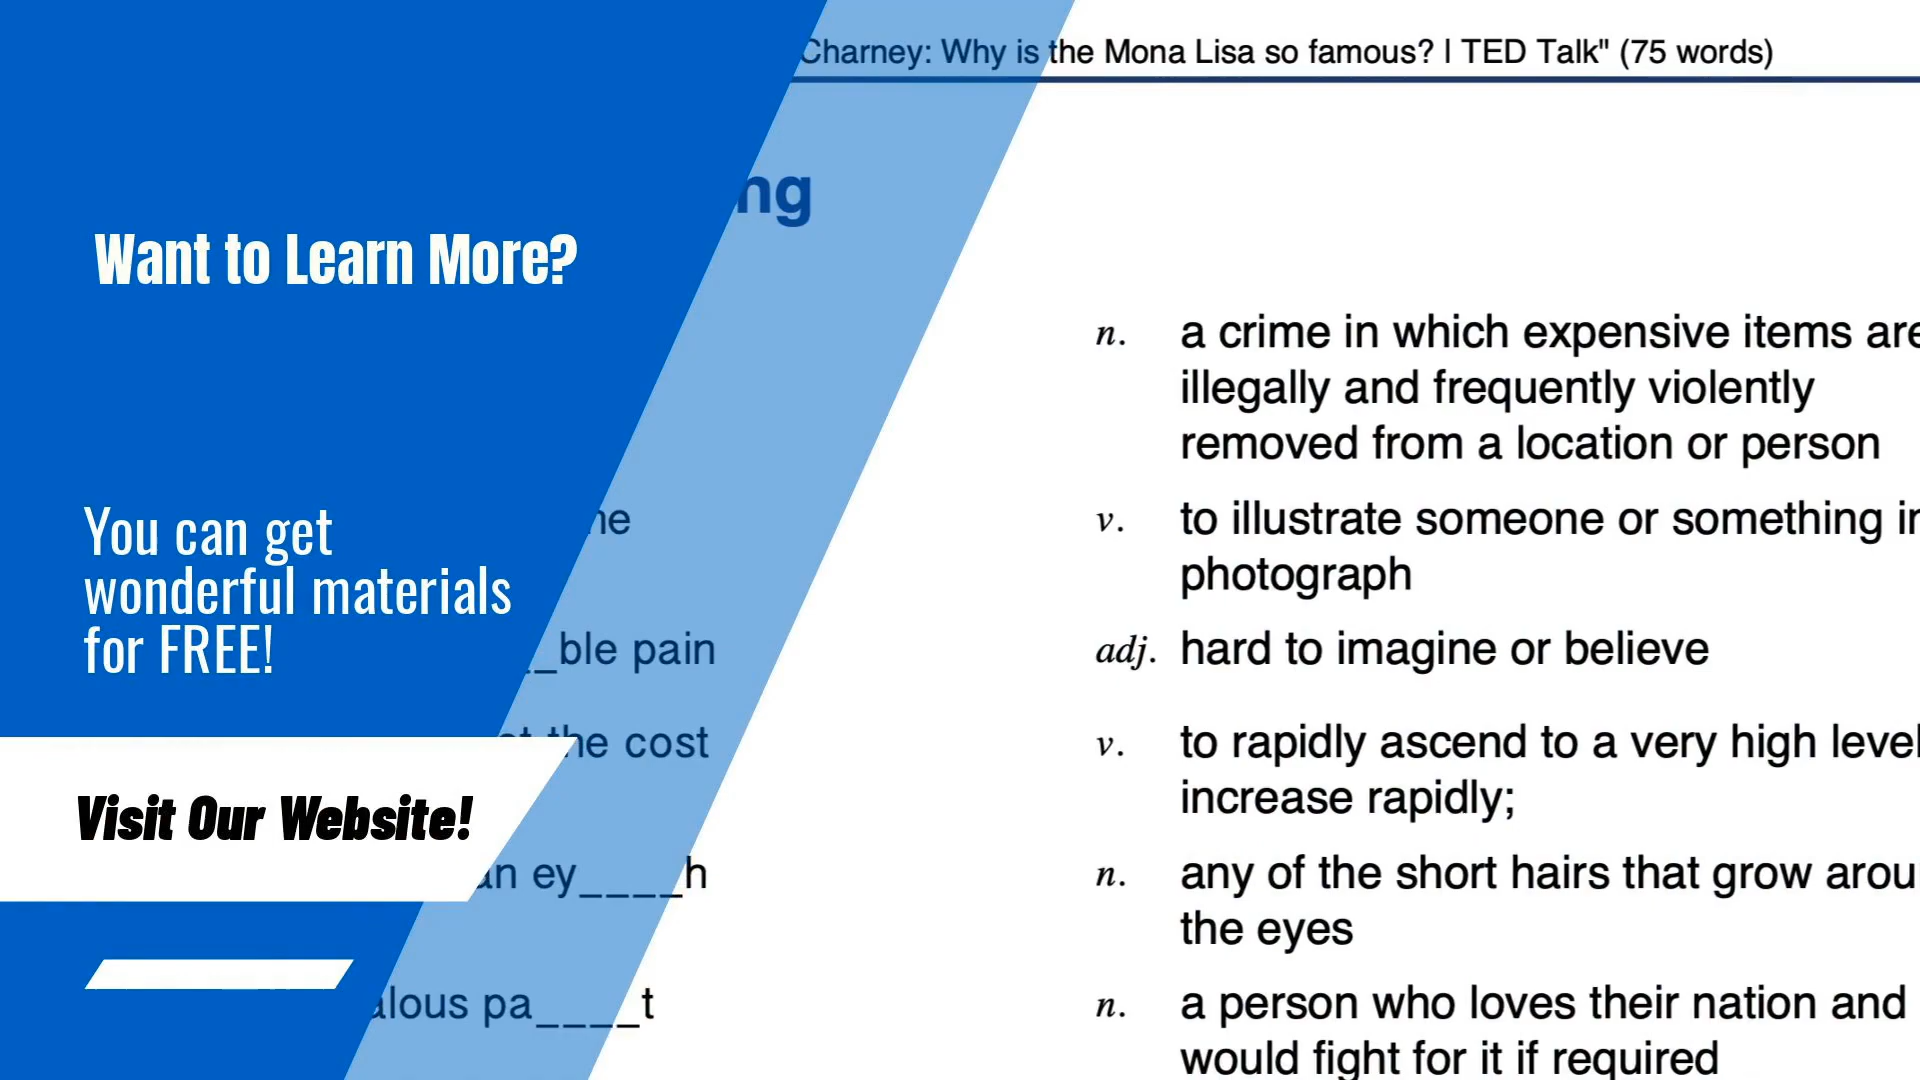 Charney: Why is the Mona Lisa so famous? | TED Talk" (75 words)
ng
Want to Learn More?
n. a crime in which expensive items are
illegally and frequently violently
removed from a location or person
You can get
wonderful materials
for FREE!
v. to illustrate someone or something in
photograph
_ble pain
adj. hard to imagine or believe
the cost
v. to rapidly ascend to a very high level
increase rapidly;
Visit Our Website!
an ey____h
n. any of the short hairs that grow arou
the eyes
alous pa____t
n. a person who loves their nation and
would fight for it if required